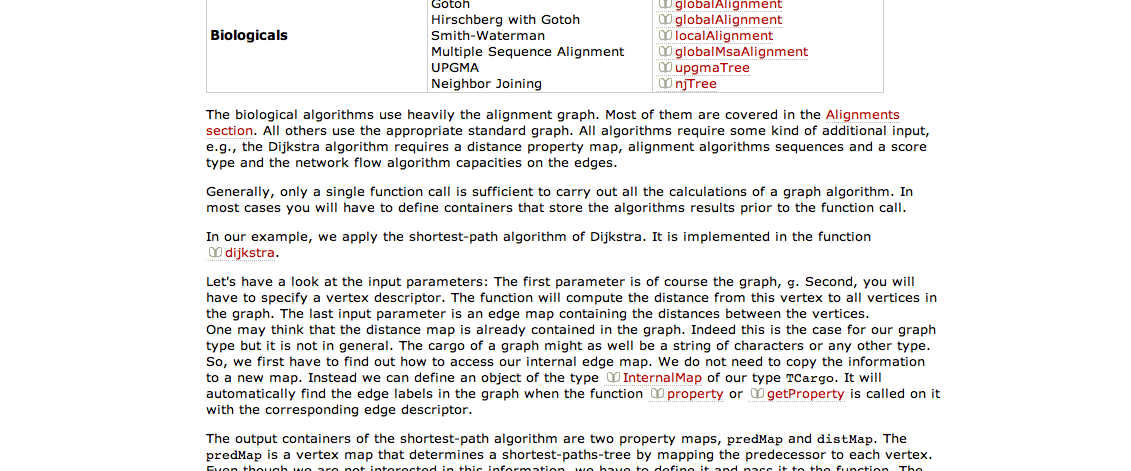 Gotoh globalAlignment
Hirschberg with Gotoh globalAlignment
Biologicals Smith-Waterman localAlignment
Multiple Sequence Alignment globalMsaAlignment
UPGMA upgmaTree
Neighbor Joining njTree
The biological algorithms use heavily the alignment graph. Most of them are covered in the Alignments
section. All others use the appropriate standard graph. All algorithms require some kind of additional input,
e.g., the Dijkstra algorithm requires a distance property map, alignment algorithms sequences and a score
type and the network flow algorithm capacities on the edges.
Generally, only a single function call is sufficient to carry out all the calculations of a graph algorithm. In
most cases you will have to define containers that store the algorithms results prior to the function call.
In our example, we apply the shortest-path algorithm of Dijkstra. It is implemented in the function
dijkstra.
Let's have a look at the input parameters: The first parameter is of course the graph, g. Second, you will
have to specify a vertex descriptor. The function will compute the distance from this vertex to all vertices in
the graph. The last input parameter is an edge map containing the distances between the vertices.
One may think that the distance map is already contained in the graph. Indeed this is the case for our graph
type but it is not in general. The cargo of a graph might as well be a string of characters or any other type.
So, we first have to find out how to access our internal edge map. We do not need to copy the information
to a new map. Instead we can define an object of the type InternalMap of our type TCargo. It will
automatically find the edge labels in the graph when the function property or getProperty is called on it
with the corresponding edge descriptor.
The output containers of the shortest-path algorithm are two property maps, predMap and distMap. The
predMap is a vertex map that determines a shortest-paths-tree by mapping the predecessor to each vertex.
Even though we are not interested in this information, we have to define it and pass it to the function. The